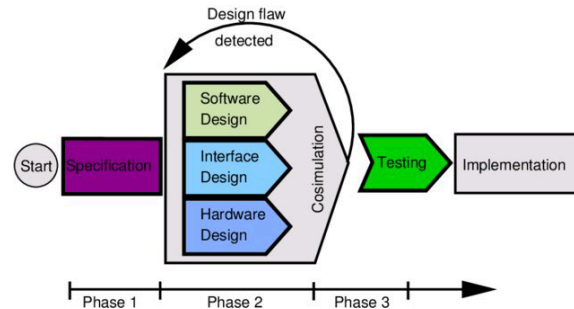 Design flaw
detected
Software
Design
Start
Specification
Interface
Design
Cosimulation
Testing
Implementation
Hardware
Design
Phase 1
Phase 2
Phase 3